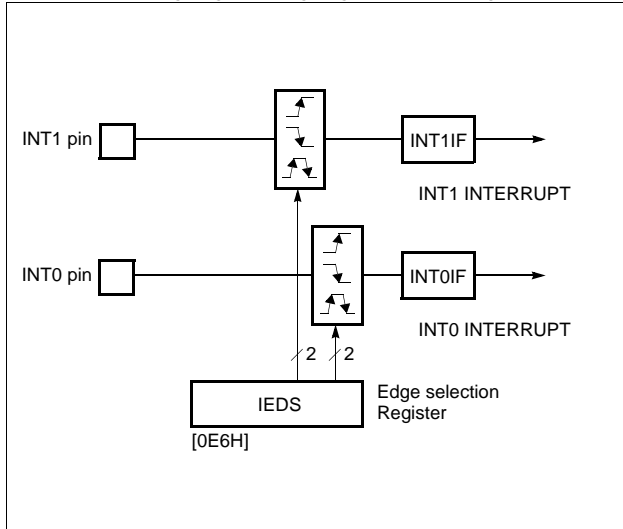 INT1 pin
INT1IF
INT1 INTERRUPT
INT0 pin
INT0IF
INT0 INTERRUPT
2 2
IEDS
Edge selection
Register
[0E6H]